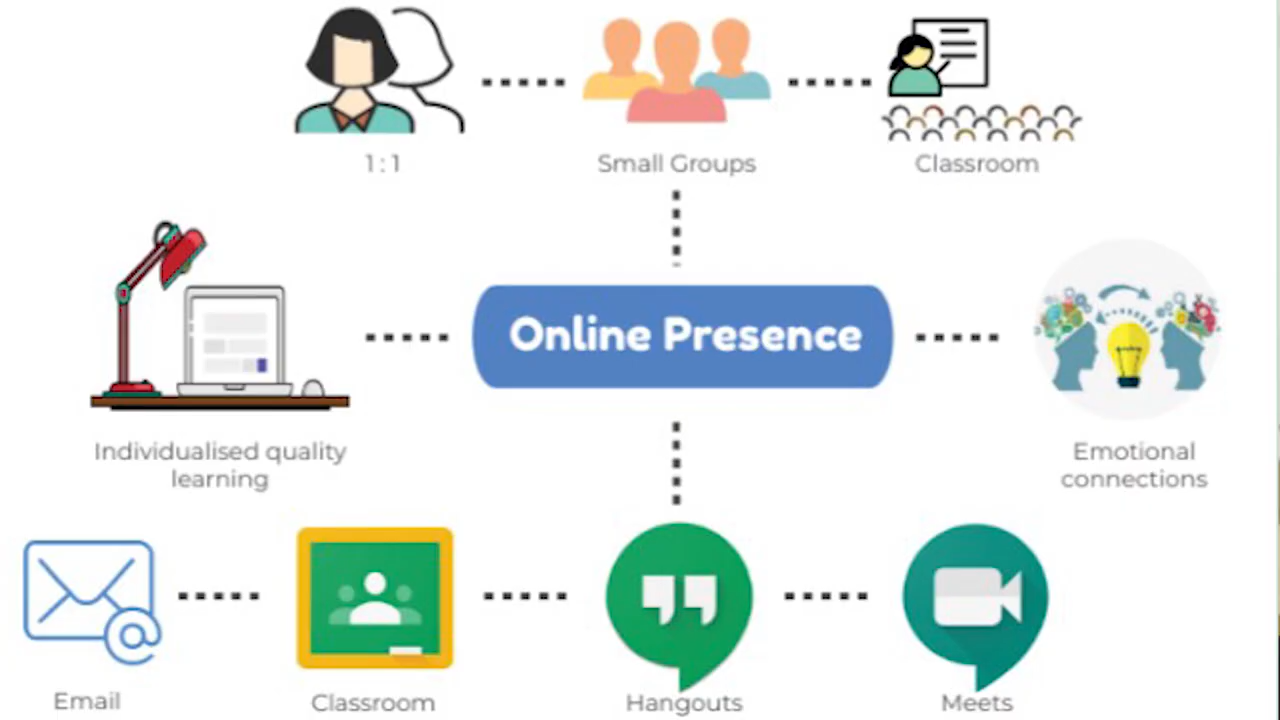 1:1
Small Groups
Classroom
Online Presence
Individualised quality
learning
Emotional
connections
Email
Classroom
Hangouts
Meets